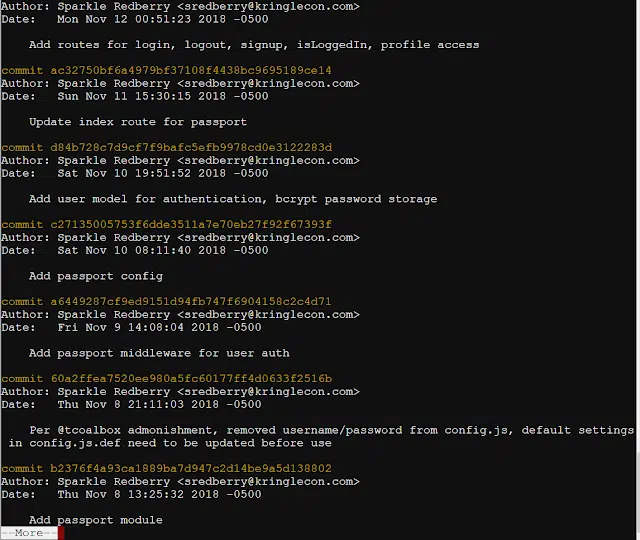 Author: Sparkle Redberry <sredberry@kringlecon.com>
Date:   Mon Nov 12 00:51:23 2018 -0500
    Add routes for login, logout, signup, isLoggedIn, profile access
commit ac32750bf6a4979bf37108f4438bc9695189ce14
Author: Sparkle Redberry <sredberry@kringlecon.com>
Date:   Sun Nov 11 15:30:15 2018 -0500
    Update index route for passport
commit d84b728c7d9cf7f9bafc5efb9978cd0e3122283d
Author: Sparkle Redberry <sredberry@kringlecon.com>
Date:   Sat Nov 10 19:51:52 2018 -0500
    Add user model for authentication, bcrypt password storage
commit c27135005753f6dde3511a7e70eb27f92f67393f
Author: Sparkle Redberry <sredberry@kringlecon.com>
Date:   Sat Nov 10 08:11:40 2018 -0500
    Add passport config
commit a6449287cf9ed9151d94fb747f6904158c2c4d71
Author: Sparkle Redberry <sredberry@kringlecon.com>
Date:   Fri Nov 9 14:08:04 2018 -0500
    Add passport middleware for user auth
commit 60a2ffea7520ee980a5fc60177ff4d0633f2516b
Author: Sparkle Redberry <sredberry@kringlecon.com>
Date:   Thu Nov 8 21:11:03 2018 -0500
    Per @tcoalbox admonishment, removed username/password from config.js, default settings
 in config.js.def need to be updated before use
commit b2376f4a93ca1889ba7d947c2d14be9a5d138802
Author: Sparkle Redberry <sredberry@kringlecon.com>
Date:   Thu Nov 8 13:25:32 2018 -0500
    Add passport module
--More--